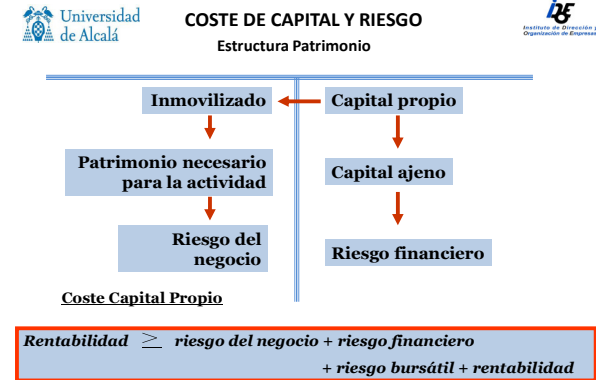 Universidad
de Alcalá
COSTE DE CAPITAL Y RIESGO
Estructura Patrimonio
IDE
Instituto de Dirección y
Organización de Empresas
Inmovilizado
Capital propio
Patrimonio necesario
para la actividad
Capital ajeno
Riesgo del
negocio
Riesgo financiero
Coste Capital Propio
Rentabilidad ≥ riesgo del negocio + riesgo financiero
+ riesgo bursátil + rentabilidad